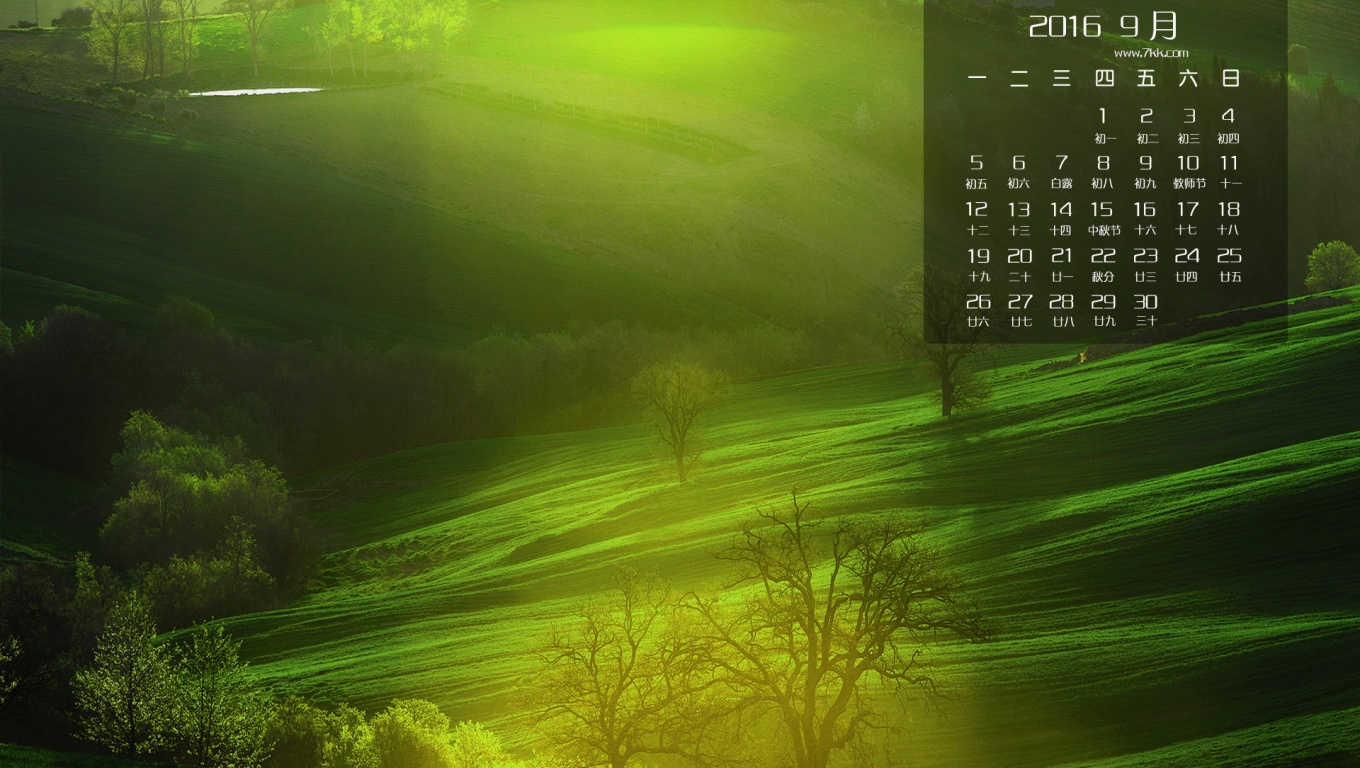 2016 9月
www.7kk.com
一 二 三 四 五 六 日
1 2 3 4
初一 初二 初三 初四
5 6 7 8 9 10 11
初五 初六 白露 初八 初九 教师节 十一
12 13 14 15 16 17 18
十二 十三 十四 中秋节 十六 十七 十八
19 20 21 22 23 24 25
十九 二十 廿一 秋分 廿三 廿四 廿五
26 27 28 29 30
廿六 廿七 廿八 廿九 三十